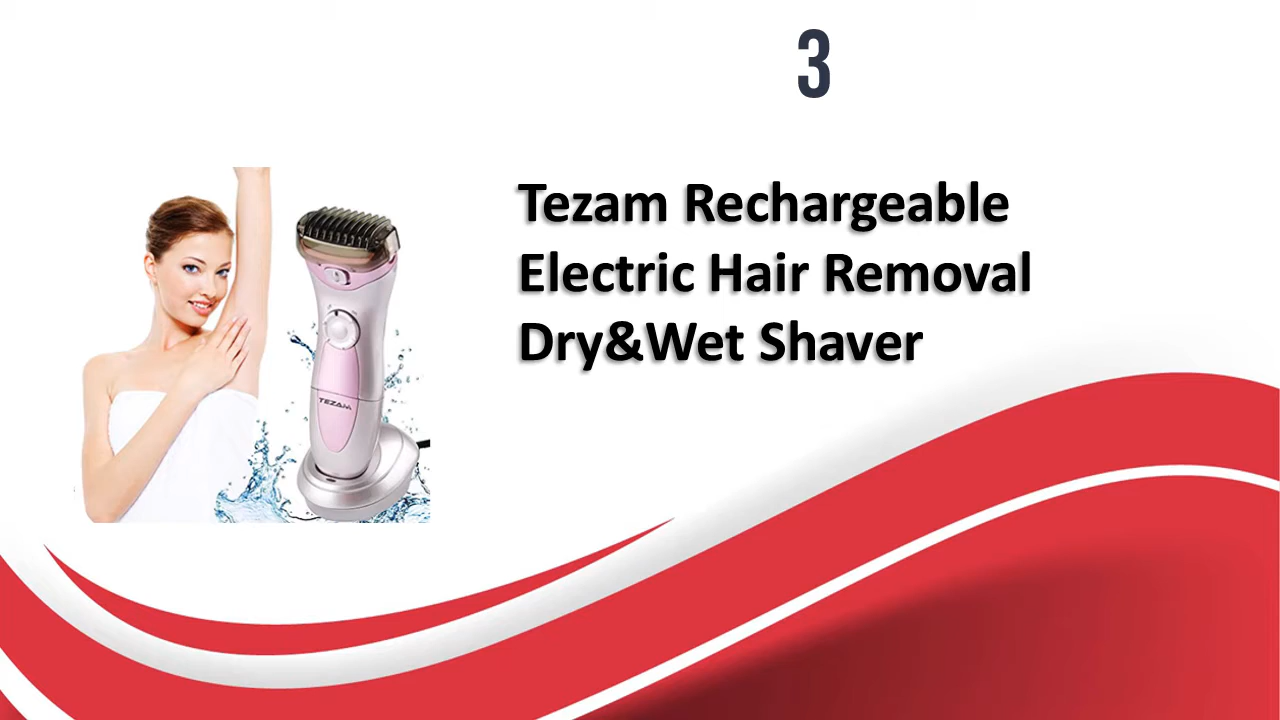 3
Tezam Rechargeable
Electric Hair Removal
Dry&Wet Shaver
TEZAM